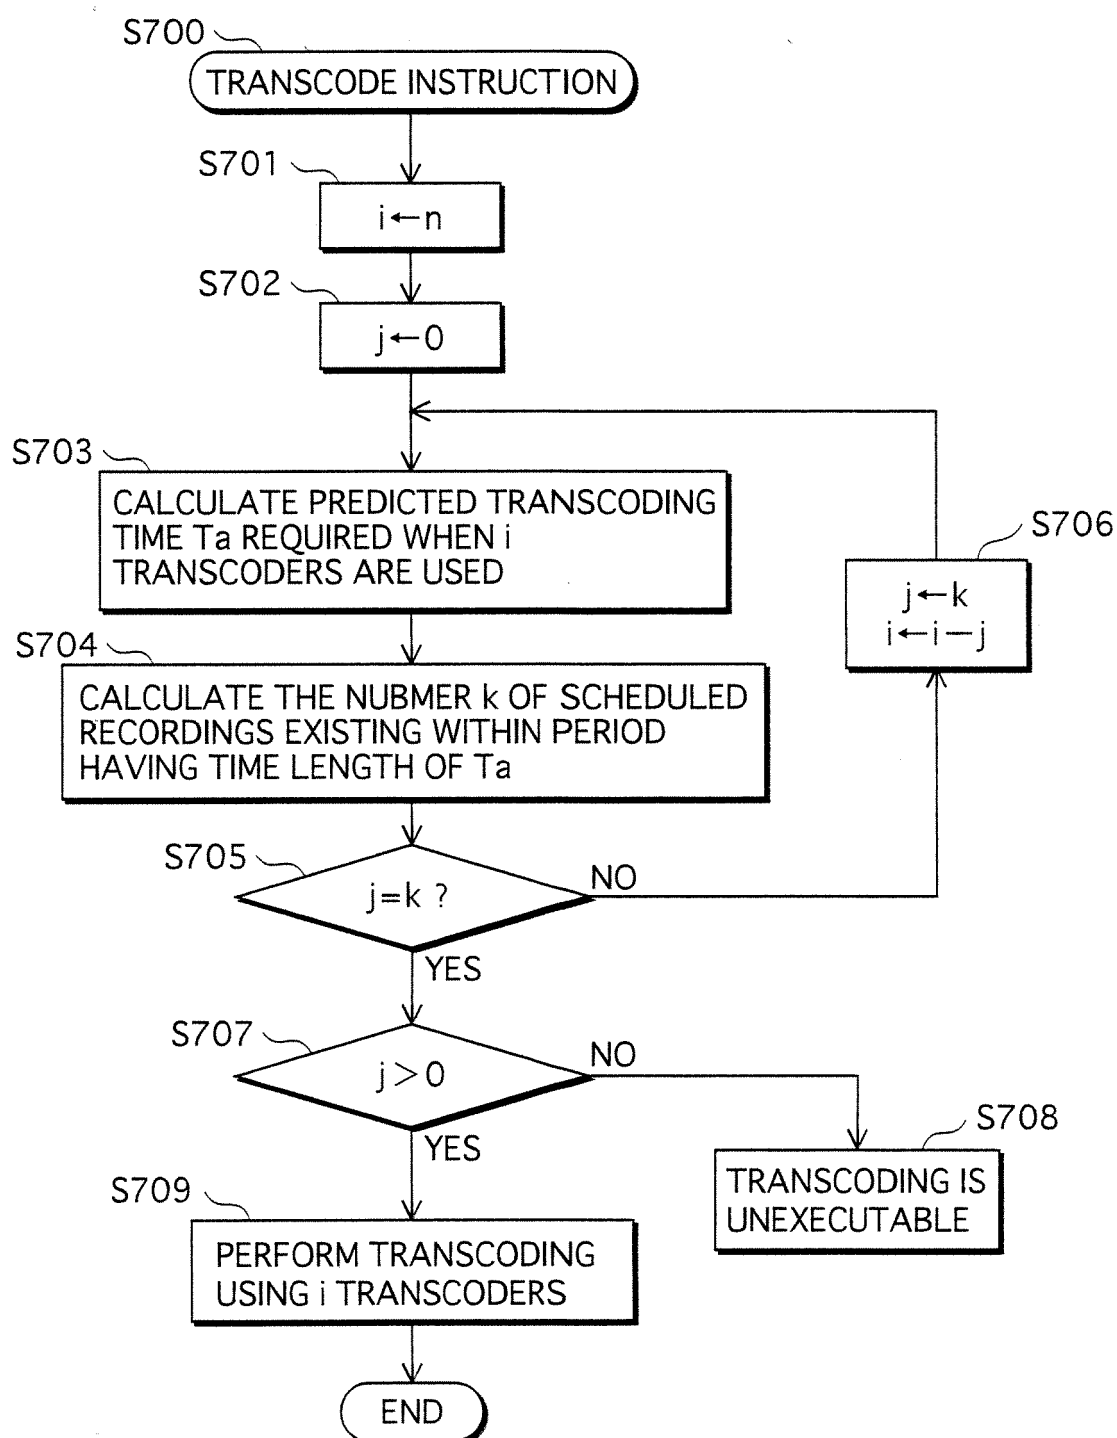 S700
TRANSCODE INSTRUCTION
S701
i←n
S702
j←0
S703
CALCULATE PREDICTED TRANSCODING
TIME Ta REQUIRED WHEN i
TRANSCODERS ARE USED
S706
j←k
i←i—j
S704
CALCULATE THE NUBMER k OF SCHEDULED
RECORDINGS EXISTING WITHIN PERIOD
HAVING TIME LENGTH OF Ta
S705
j=k ?
NO
YES
S707
j>0
NO
YES
S708
TRANSCODING IS
UNEXECUTABLE
S709
PERFORM TRANSCODING
USING i TRANSCODERS
END